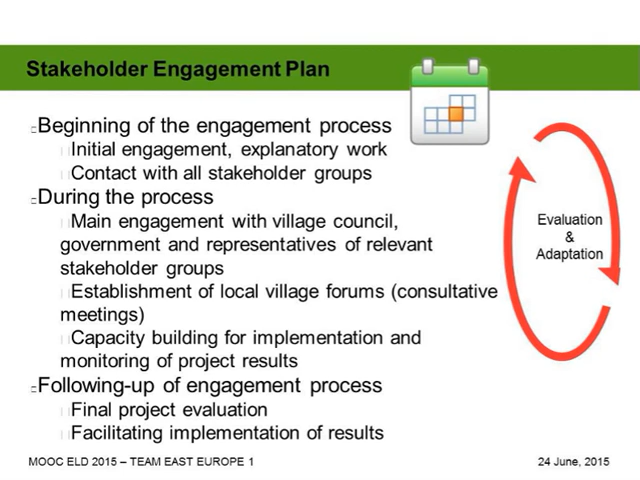 Stakeholder Engagement Plan
Beginning of the engagement process
Initial engagement, explanatory work
Contact with all stakeholder groups
During the process
Main engagement with village council,
government and representatives of relevant
stakeholder groups
Establishment of local village forums (consultative
meetings)
Capacity building for implementation and
monitoring of project results
Following-up of engagement process
Final project evaluation
Facilitating implementation of results
Evaluation
&
Adaptation
MOOC ELD 2015 – TEAM EAST EUROPE 1
24 June, 2015